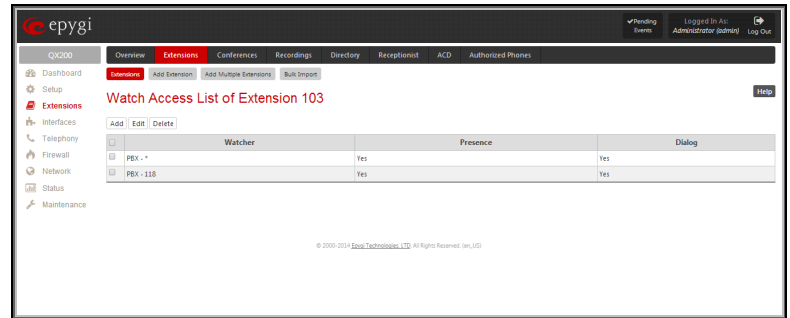 epygi
Pending Events
Logged In As:
Administrator (admin)
Log Out
QX200
Overview Extensions Conferences Recordings Directory Receptionist ACD Authorized Phones
Dashboard
Setup
Extensions
Interfaces
Telephony
Firewall
Network
Status
Maintenance
Extensions Add Extension Add Multiple Extensions Bulk Import
Help
Watch Access List of Extension 103
Add Edit Delete
Watcher Presence Dialog
PBX - * Yes Yes
PBX - 118 Yes Yes
© 2000-2014 Epygi Technologies, LTD. All Rights Reserved. (en_US)